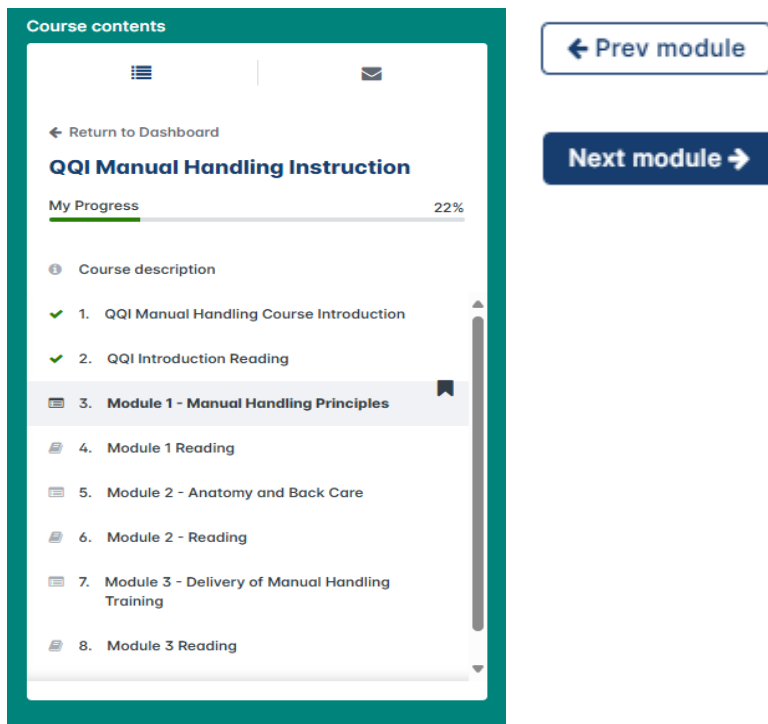 Course contents
← Return to Dashboard
QQI Manual Handling Instruction
My Progress 22%
Course description
1. QQI Manual Handling Course Introduction
2. QQI Introduction Reading
3. Module 1 - Manual Handling Principles
4. Module 1 Reading
5. Module 2 - Anatomy and Back Care
6. Module 2 - Reading
7. Module 3 - Delivery of Manual Handling
Training
8. Module 3 Reading
← Prev module
Next module →